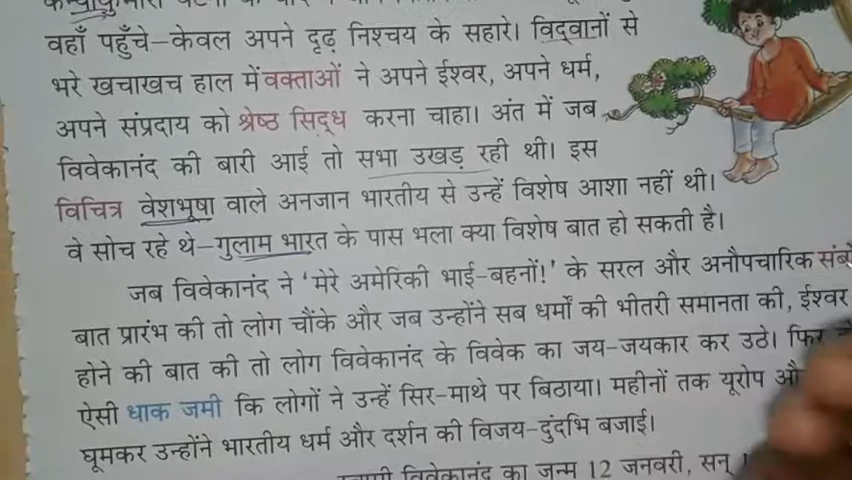 वहाँ पहुँचे–केवल अपने दृढ़ निश्चय के सहारे। विद्वानों से
भरे खचाखच हाल में वक्ताओं ने अपने ईश्वर, अपने धर्म,
अपने संप्रदाय को श्रेष्ठ सिद्ध करना चाहा। अंत में जब
विवेकानंद की बारी आई तो सभा उखड़ रही थी। इस
विचित्र वेशभूषा वाले अनजान भारतीय से उन्हें विशेष आशा नहीं थी।
वे सोच रहे थे–गुलाम भारत के पास भला क्या विशेष बात हो सकती है।
जब विवेकानंद ने ‘मेरे अमेरिकी भाई-बहनों!’ के सरल और अनौपचारिक
बात प्रारंभ की तो लोग चौंके और जब उन्होंने सब धर्मों की भीतरी समानता की, ईश्वर
होने की बात की तो लोग विवेकानंद के विवेक का जय-जयकार कर उठे। फिर
ऐसी धाक जमी कि लोगों ने उन्हें सिर-माथे पर बिठाया। महीनों तक यूरोप
घूमकर उन्होंने भारतीय धर्म और दर्शन की विजय-दुंदभि बजाई।
स्वामी विवेकानंद का जन्म 12 जनवरी, सन्